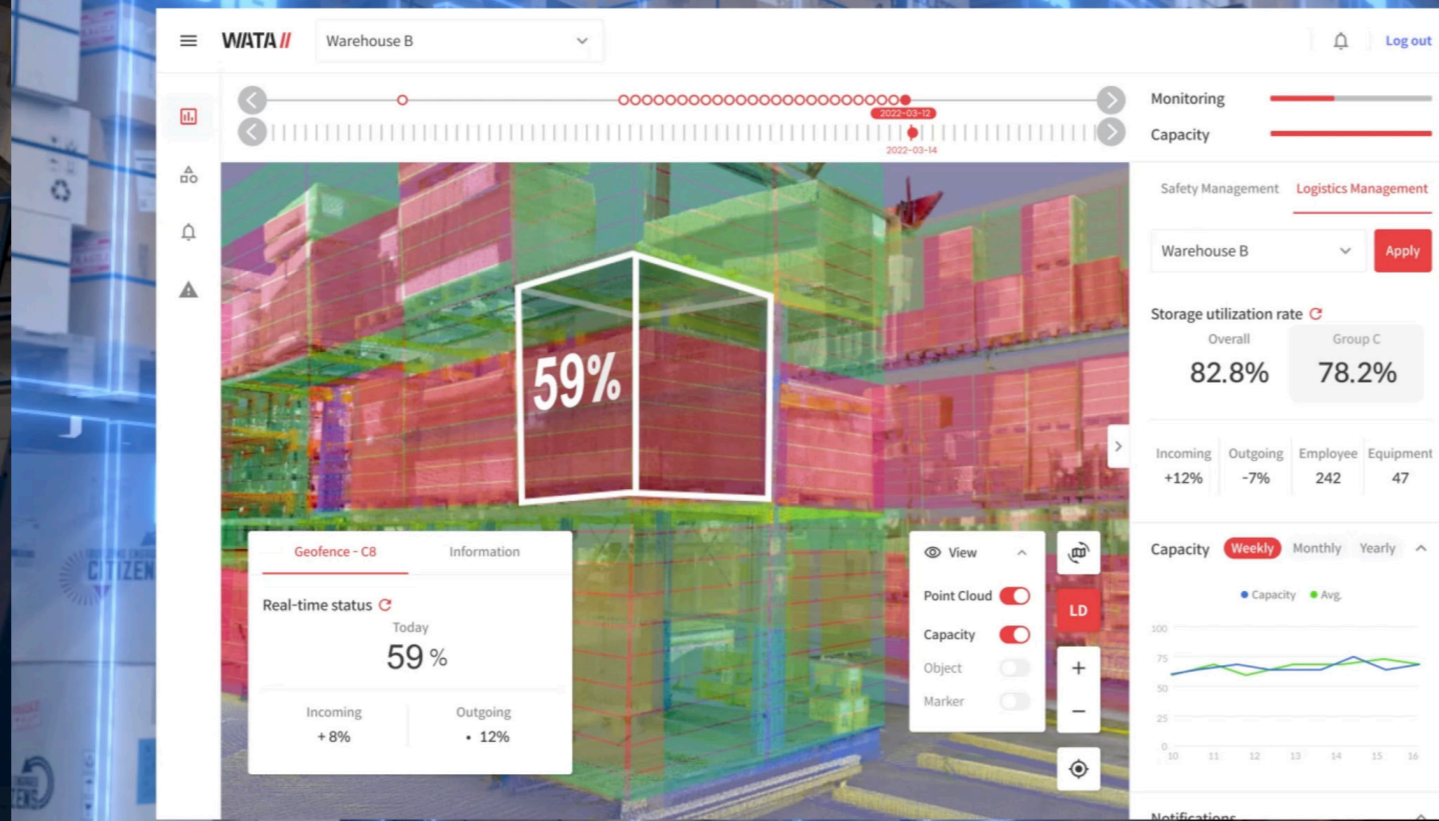 WATA //
Warehouse B
Log out
2022-03-12
2022-03-14
Monitoring
Capacity
Safety Management
Logistics Management
Warehouse B
Apply
Storage utilization rate
Overall
Group C
82.8%
78.2%
Incoming
Outgoing
Employee
Equipment
+12%
-7%
242
47
59%
Geofence - C8
Information
Real-time status
Today
59 %
Incoming
Outgoing
+ 8%
• 12%
View
Point Cloud
Capacity
Object
Marker
LD
+
−
Capacity
Weekly
Monthly
Yearly
Capacity
Avg.
100
75
50
25
0
10 11 12 13 14 15 16
Notifications
CITIZEN